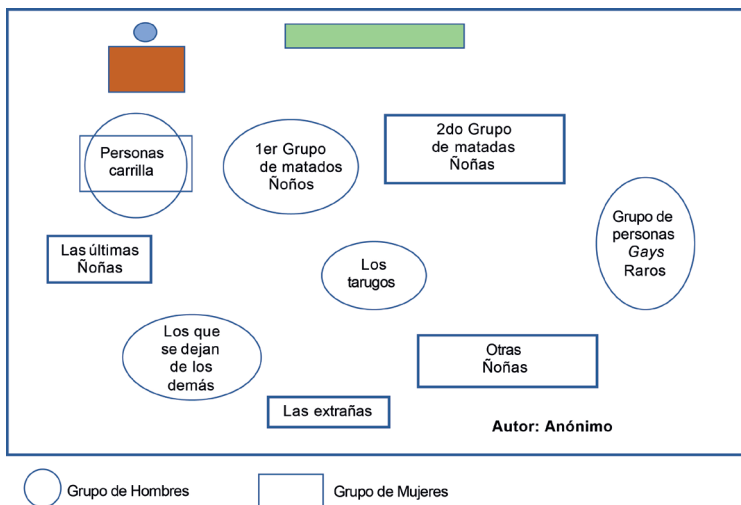 Personas
carrilla
1er Grupo
de matados
Ñoños
2do Grupo
de matadas
Ñoñas
Grupo de
personas
Gays
Raros
Las últimas
Ñoñas
Los
tarugos
Los que
se dejan
de los
demás
Otras
Ñoñas
Las extrañas
Autor: Anónimo
Grupo de Hombres
Grupo de Mujeres